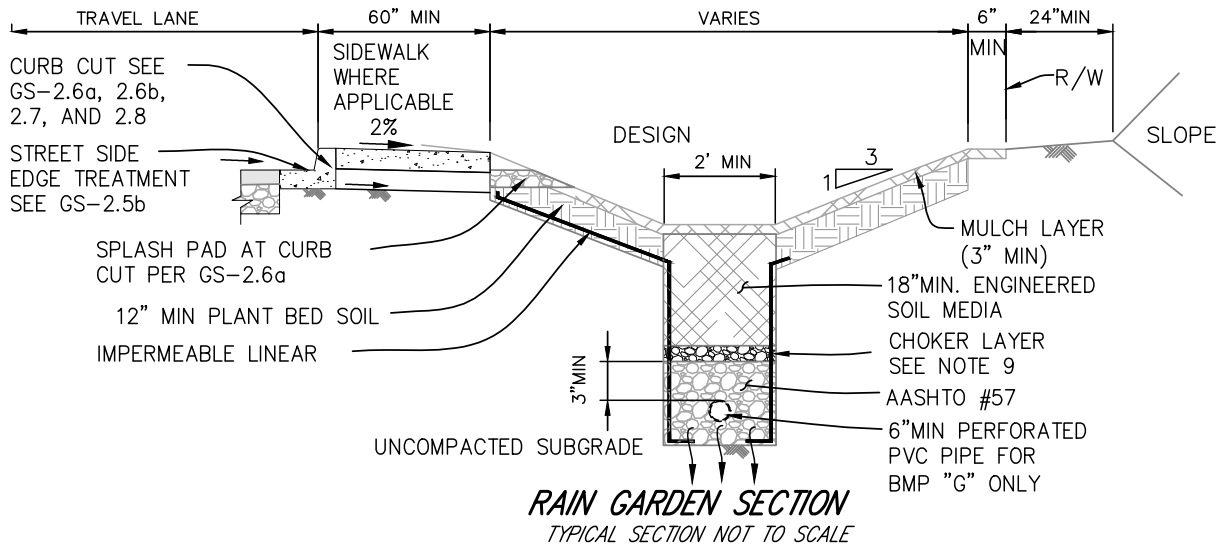 TRAVEL LANE
60” MIN
VARIES
6”
MIN
24”MIN
CURB CUT SEE
GS-2.6a, 2.6b,
2.7, AND 2.8
SIDEWALK
WHERE
APPLICABLE
2%
R/W
DESIGN
SLOPE
STREET SIDE
EDGE TREATMENT
SEE GS-2.5b
2' MIN
3
1
SPLASH PAD AT CURB
CUT PER GS-2.6a
MULCH LAYER
(3” MIN)
12” MIN PLANT BED SOIL
18”MIN. ENGINEERED
SOIL MEDIA
IMPERMEABLE LINEAR
CHOKER LAYER
SEE NOTE 9
3”MIN
AASHTO #57
UNCOMPACTED SUBGRADE
6”MIN PERFORATED
PVC PIPE FOR
BMP ”G” ONLY
RAIN GARDEN SECTION
TYPICAL SECTION NOT TO SCALE